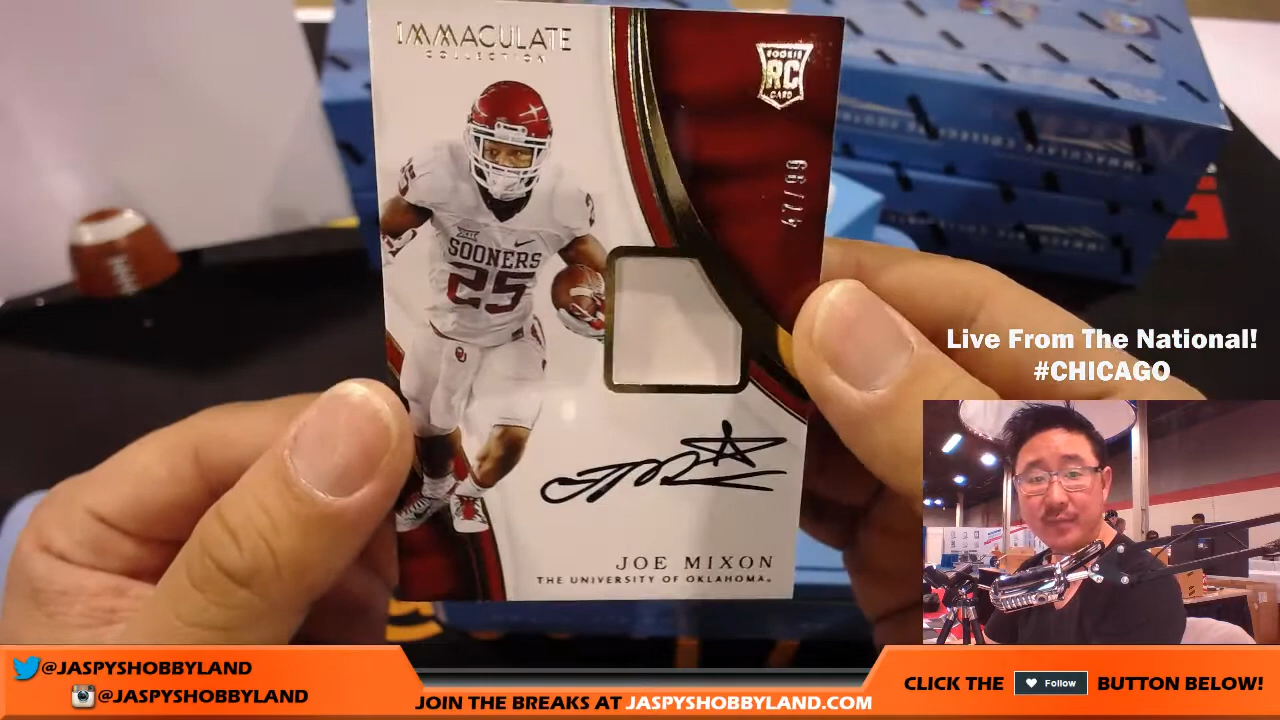 IMMACULATE
COLLECTION
ROOKIE
RC
CARD
47/99
SOONERS
25
JOE MIXON
THE UNIVERSITY OF OKLAHOMA®
Live From The National!
#CHICAGO
@JASPYSHOBBYLAND
@JASPYSHOBBYLAND
JOIN THE BREAKS AT JASPYSHOBBYLAND.COM
CLICK THE Follow BUTTON BELOW!